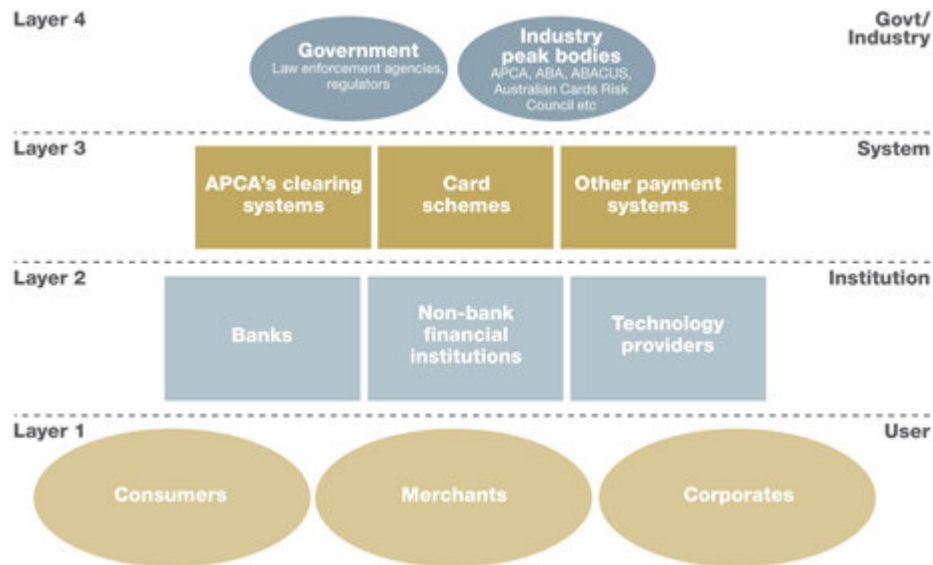 Layer 4
Govt/
Industry
Government
Law enforcement agencies,
regulators
Industry
peak bodies
APCA, ABA, ABACUS,
Australian Cards Risk
Council etc
Layer 3
System
APCA's clearing
systems
Card
schemes
Other payment
systems
Layer 2
Institution
Banks
Non-bank
financial
institutions
Technology
providers
Layer 1
User
Consumers
Merchants
Corporates